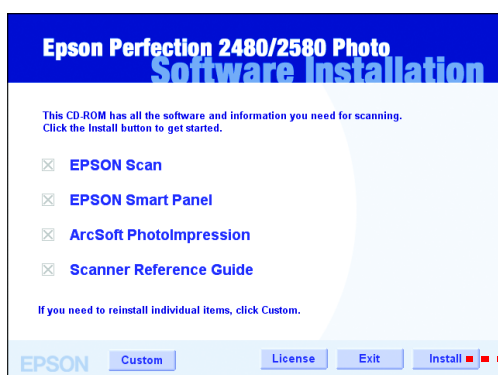 Epson Perfection 2480/2580 Photo
Software Installation
This CD-ROM has all the software and information you need for scanning.
Click the Install button to get started.
EPSON Scan
EPSON Smart Panel
ArcSoft PhotoImpression
Scanner Reference Guide
If you need to reinstall individual items, click Custom.
EPSON Custom License Exit Install